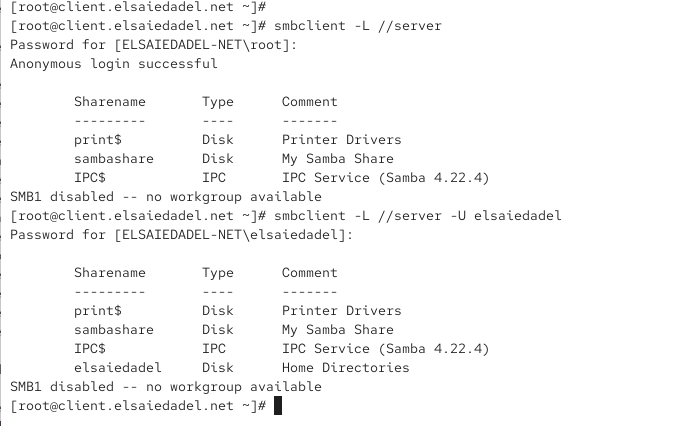 [root@client.elsaiedadel.net ~]#
[root@client.elsaiedadel.net ~]# smbclient -L //server
Password for [ELSAIEDADEL-NET\root]:
Anonymous login successful

        Sharename       Type      Comment
        ---------       ----      -------
        print$          Disk      Printer Drivers
        sambashare      Disk      My Samba Share
        IPC$            IPC       IPC Service (Samba 4.22.4)
SMB1 disabled -- no workgroup available
[root@client.elsaiedadel.net ~]# smbclient -L //server -U elsaiedadel
Password for [ELSAIEDADEL-NET\elsaiedadel]:

        Sharename       Type      Comment
        ---------       ----      -------
        print$          Disk      Printer Drivers
        sambashare      Disk      My Samba Share
        IPC$            IPC       IPC Service (Samba 4.22.4)
        elsaiedadel     Disk      Home Directories
SMB1 disabled -- no workgroup available
[root@client.elsaiedadel.net ~]#